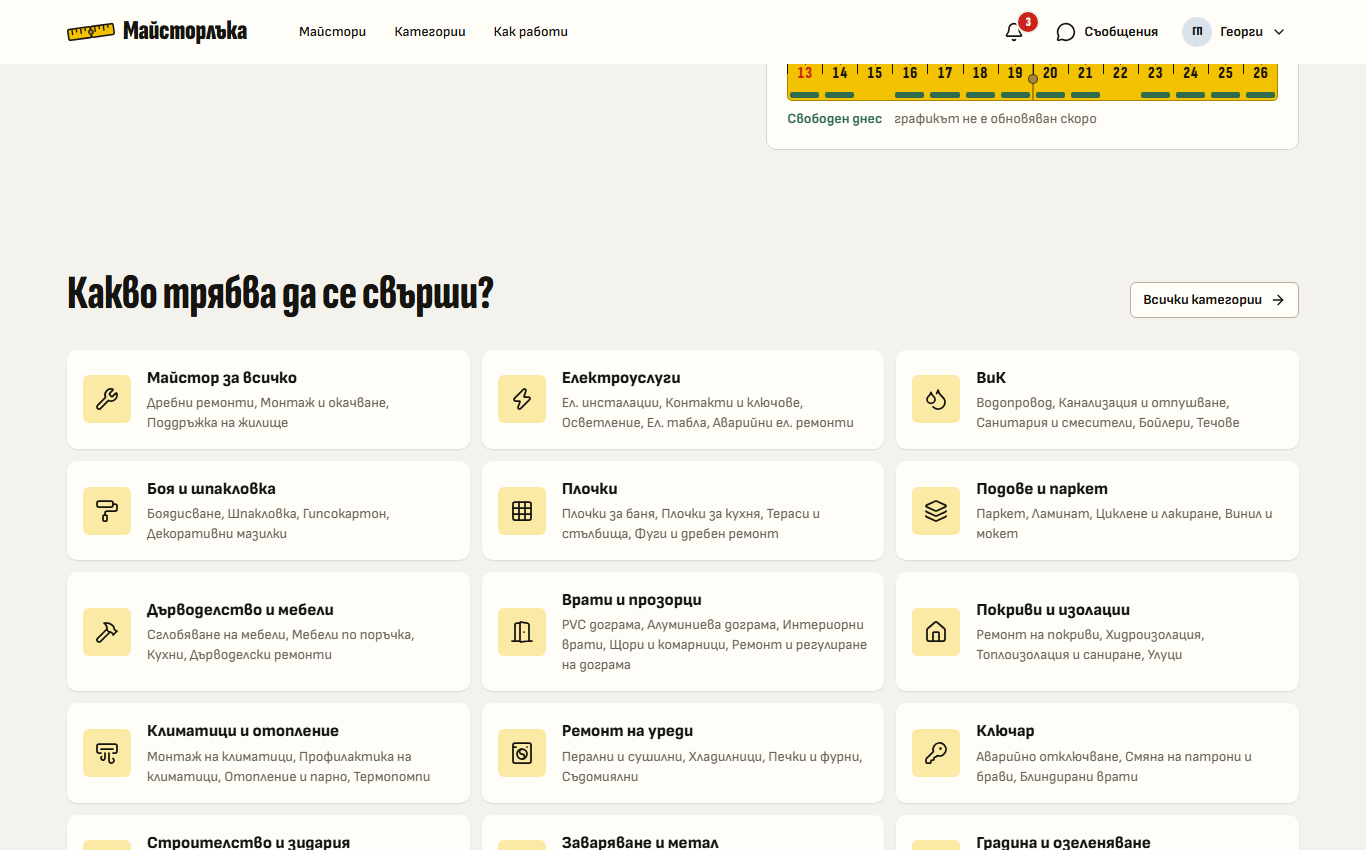 Майсторлъка
Майстори
Категории
Как работи
3
Съобщения
ГП
Георги
13 14 15 16 17 18 19 20 21 22 23 24 25 26
Свободен днес графикът не е обновяван скоро
Какво трябва да се свърши?
Всички категории
Майстор за всичко
Дребни ремонти, Монтаж и окачване,
Поддръжка на жилище
Електроуслуги
Ел. инсталации, Контакти и ключове,
Осветление, Ел. табла, Аварийни ел. ремонти
ВиК
Водопровод, Канализация и отпушване,
Санитария и смесители, Бойлери, Течове
Боя и шпакловка
Боядисване, Шпакловка, Гипсокартон,
Декоративни мазилки
Плочки
Плочки за баня, Плочки за кухня, Тераси и
стълбища, Фуги и дребен ремонт
Подове и паркет
Паркет, Ламинат, Циклене и лакиране, Винил и
мокет
Дърводелство и мебели
Сглобяване на мебели, Мебели по поръчка,
Кухни, Дърводелски ремонти
Врати и прозорци
PVC дограма, Алуминиева дограма, Интериорни
врати, Щори и комарници, Ремонт и регулиране
на дограма
Покриви и изолации
Ремонт на покриви, Хидроизолация,
Топлоизолация и саниране, Улуци
Климатици и отопление
Монтаж на климатици, Профилактика на
климатици, Отопление и парно, Термопомпи
Ремонт на уреди
Перални и сушилни, Хладилници, Печки и фурни,
Съдомиялни
Ключар
Аварийно отключване, Смяна на патрони и
брави, Блиндирани врати
Строителство и зидария
Заваряване и метал
Градина и озеленяване